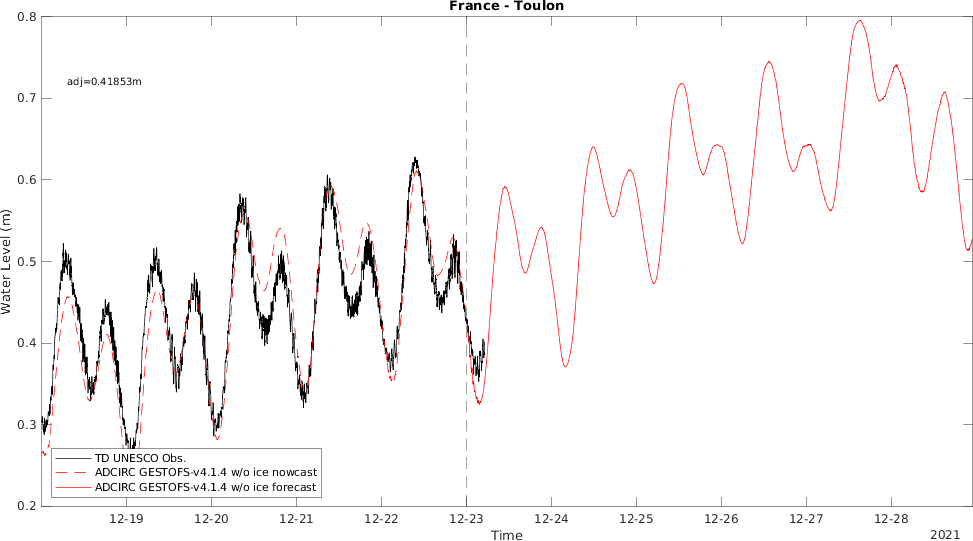 France - Toulon
adj=0.41853m
Water Level (m)
0.8
0.7
0.6
0.5
0.4
0.3
0.2
TD UNESCO Obs.
ADCIRC GESTOFS-v4.1.4 w/o ice nowcast
ADCIRC GESTOFS-v4.1.4 w/o ice forecast
12-19 12-20 12-21 12-22 12-23 12-24 12-25 12-26 12-27 12-28
Time
2021